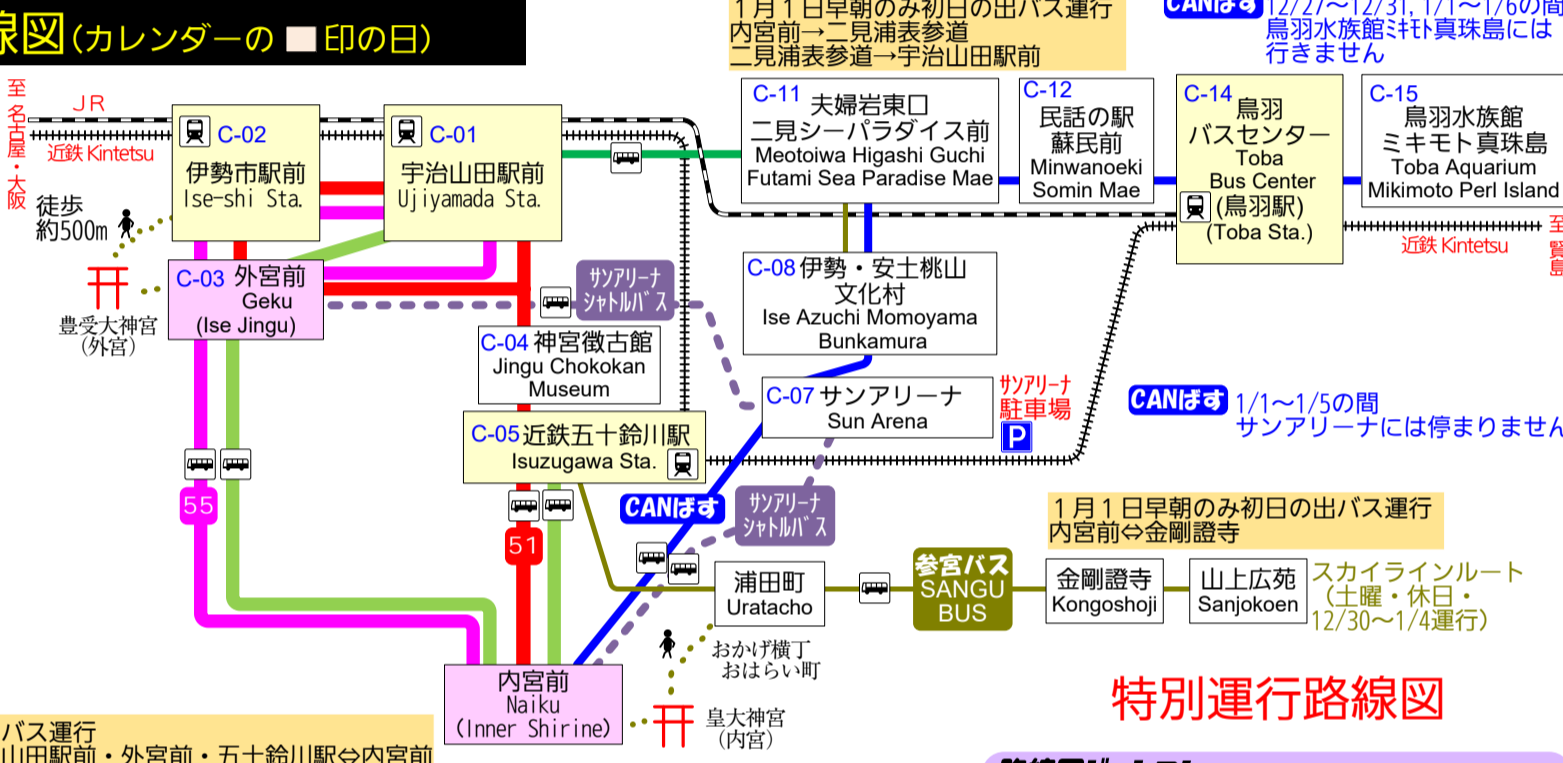 線図(カレンダーの ■ 印の日)
1月1日早朝のみ初日の出バス運行
内宮前→二見浦表参道
二見浦表参道→宇治山田駅前
CANばす 12/27～12/31, 1/1～1/6の間
鳥羽水族館ﾐｷﾓﾄ真珠島には
行きません
至 名古屋・大阪
JR
近鉄 Kintetsu
C-02
伊勢市駅前
Ise-shi Sta.
C-01
宇治山田駅前
Ujiyamada Sta.
C-11 夫婦岩東口
二見シーパラダイス前
Meotoiwa Higashi Guchi
Futami Sea Paradise Mae
C-12
民話の駅
蘇民前
Minwanoeki
Somin Mae
C-14
鳥羽
バスセンター
Toba
Bus Center
(鳥羽駅)
(Toba Sta.)
C-15
鳥羽水族館
ミキモト真珠島
Toba Aquarium
Mikimoto Perl Island
近鉄 Kintetsu
至 賢島
徒歩
約500m
豊受大神宮
(外宮)
C-03 外宮前
Geku
(Ise Jingu)
サンアリーナ
シャトルバス
C-08 伊勢・安土桃山
文化村
Ise Azuchi Momoyama
Bunkamura
C-04 神宮徴古館
Jingu Chokokan
Museum
C-07 サンアリーナ
Sun Arena
サンアリーナ
駐車場
P
CANばす 1/1～1/5の間
サンアリーナには停まりません
C-05 近鉄五十鈴川駅
Isuzugawa Sta.
55
51
CANばす
サンアリーナ
シャトルバス
1月1日早朝のみ初日の出バス運行
内宮前⇔金剛證寺
浦田町
Uratacho
参宮バス
SANGU
BUS
金剛證寺
Kongoshoji
山上広苑
Sanjokoen
スカイラインルート
(土曜・休日・
12/30～1/4運行)
おかげ横丁
おはらい町
内宮前
Naiku
(Inner Shirine)
皇大神宮
(内宮)
特別運行路線図
バス運行
山田駅前・外宮前・五十鈴川駅⇔内宮前